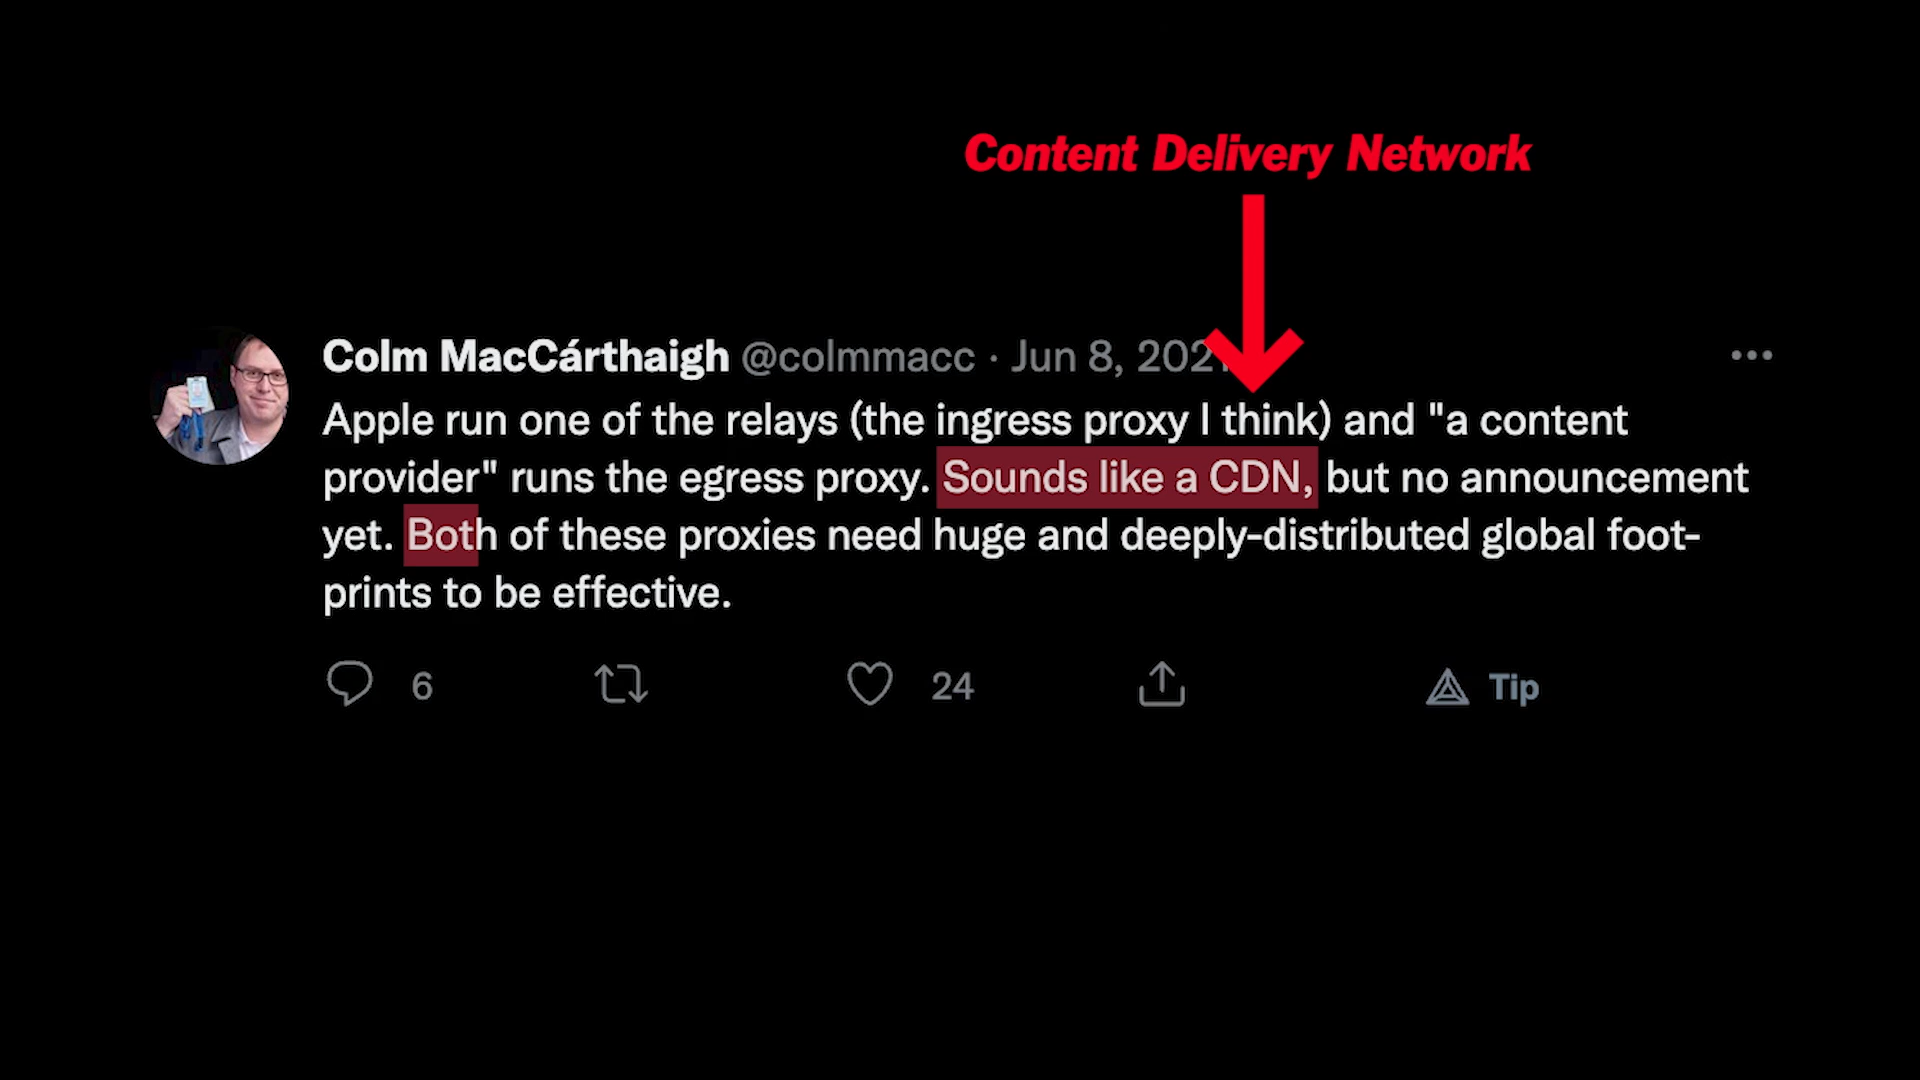 Content Delivery Network
Colm MacCárthaigh @colmmacc · Jun 8, 202
Apple run one of the relays (the ingress proxy I think) and "a content
provider" runs the egress proxy. Sounds like a CDN, but no announcement
yet. Both of these proxies need huge and deeply-distributed global foot-
prints to be effective.
6 24 Tip